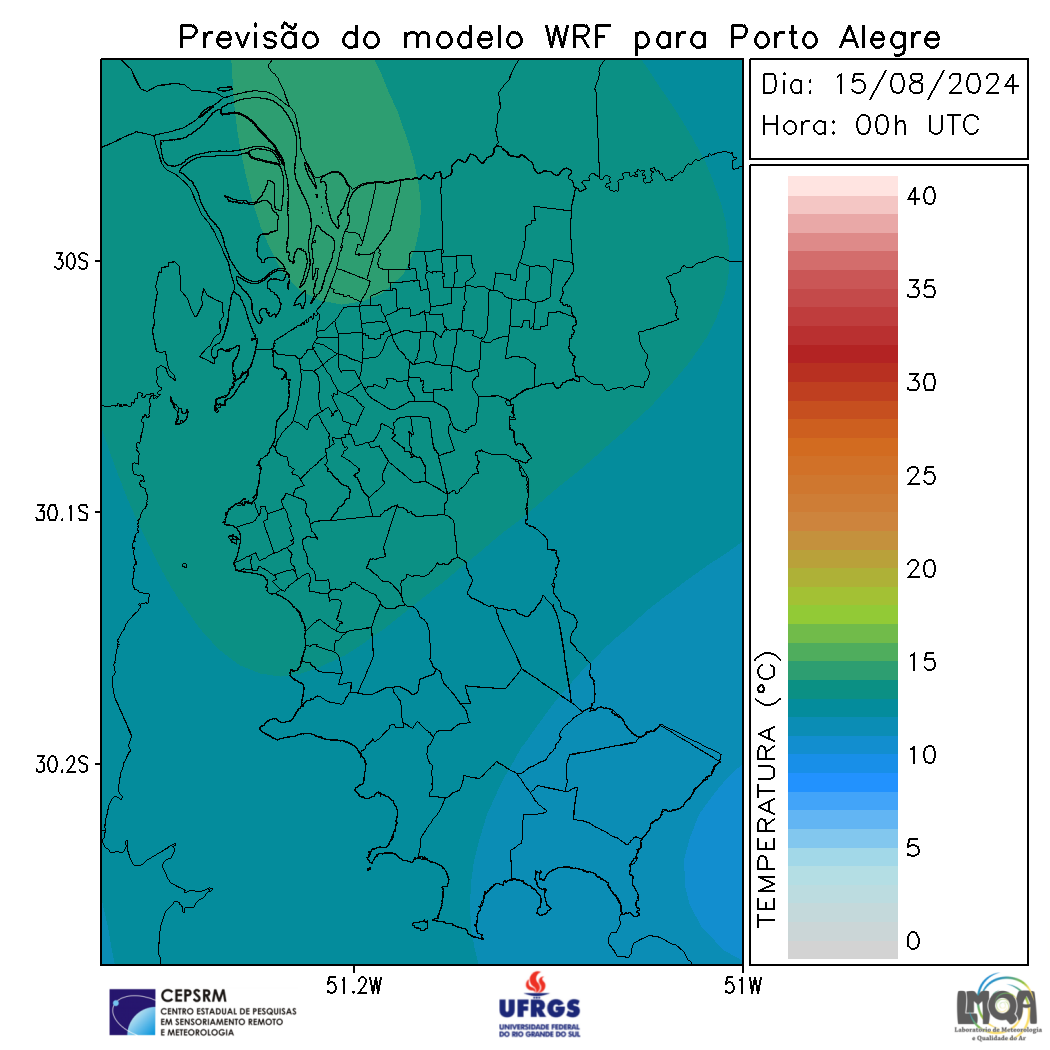 Previsão do modelo WRF para Porto Alegre
Dia: 15/08/2024
Hora: 00h UTC
30S
30.1S
30.2S
51.2W
51W
TEMPERATURA (°C)
40
35
30
25
20
15
10
5
0
CEPSRM
CENTRO ESTADUAL DE PESQUISAS
EM SENSORIAMENTO REMOTO
E METEOROLOGIA
UFRGS
UNIVERSIDADE FEDERAL
DO RIO GRANDE DO SUL
LMQA
Laboratório de Meteorologia
e Qualidade do Ar